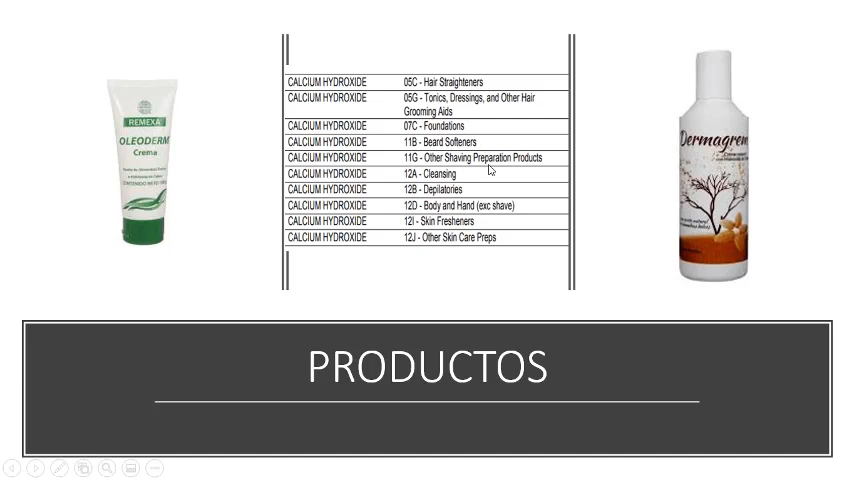 REMEXA
OLEODERM
Crema
CONTENIDO NETO
CALCIUM HYDROXIDE 05C - Hair Straighteners
CALCIUM HYDROXIDE 05G - Tonics, Dressings, and Other Hair
Grooming Aids
CALCIUM HYDROXIDE 07C - Foundations
CALCIUM HYDROXIDE 11B - Beard Softeners
CALCIUM HYDROXIDE 11G - Other Shaving Preparation Products
CALCIUM HYDROXIDE 12A - Cleansing
CALCIUM HYDROXIDE 12B - Depilatories
CALCIUM HYDROXIDE 12D - Body and Hand (exc shave)
CALCIUM HYDROXIDE 12I - Skin Fresheners
CALCIUM HYDROXIDE 12J - Other Skin Care Preps
Dermagrem
PRODUCTOS